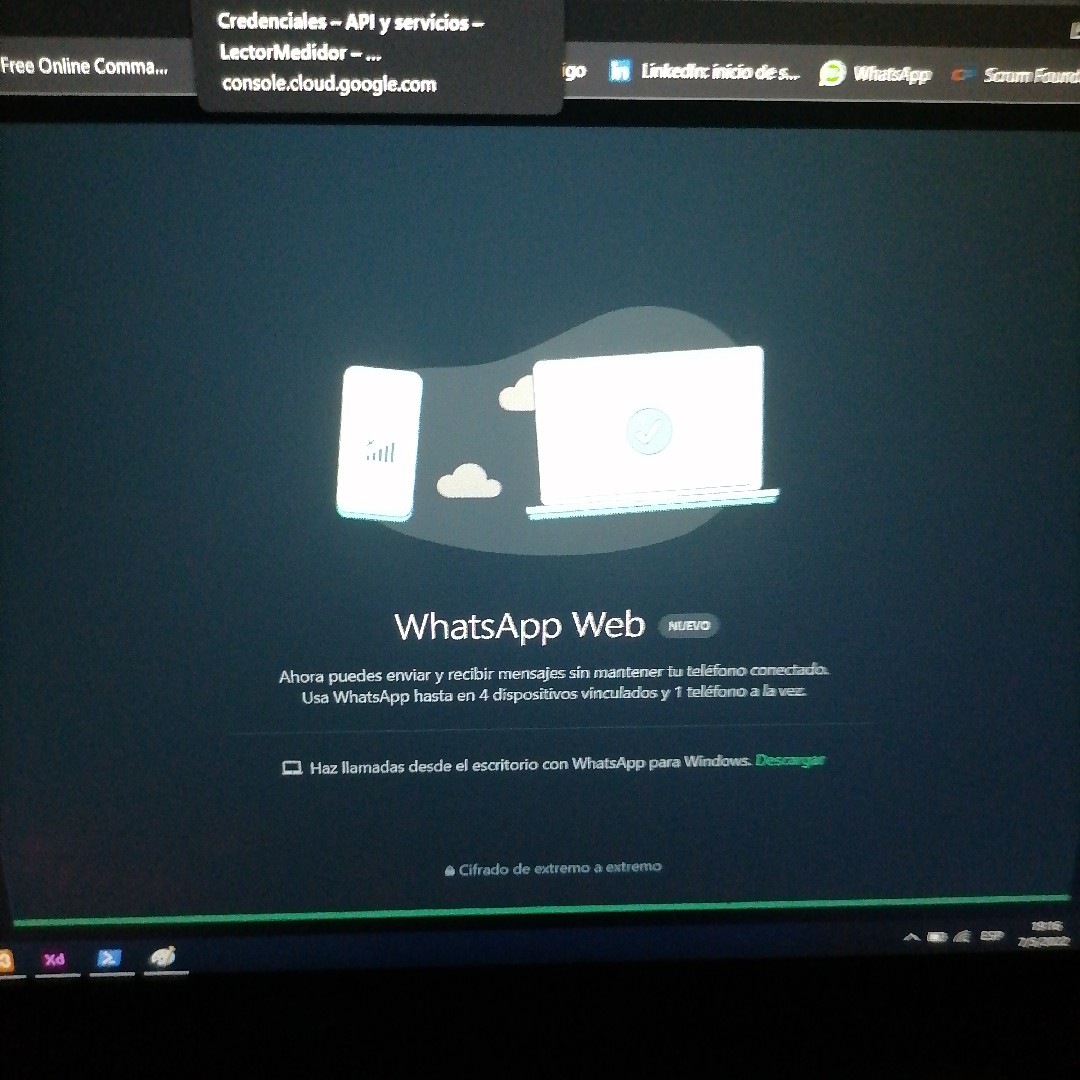 Credenciales – API y servicios –
LectorMedidor – ...
console.cloud.google.com
Free Online Comma...
igo
LinkedIn: inicio de s...
WhatsApp
Scrum Found
WhatsApp Web NUEVO
Ahora puedes enviar y recibir mensajes sin mantener tu teléfono conectado.
Usa WhatsApp hasta en 4 dispositivos vinculados y 1 teléfono a la vez.
Haz llamadas desde el escritorio con WhatsApp para Windows. Descargar
Cifrado de extremo a extremo
Xd
ESP
19:16
7/5/2022